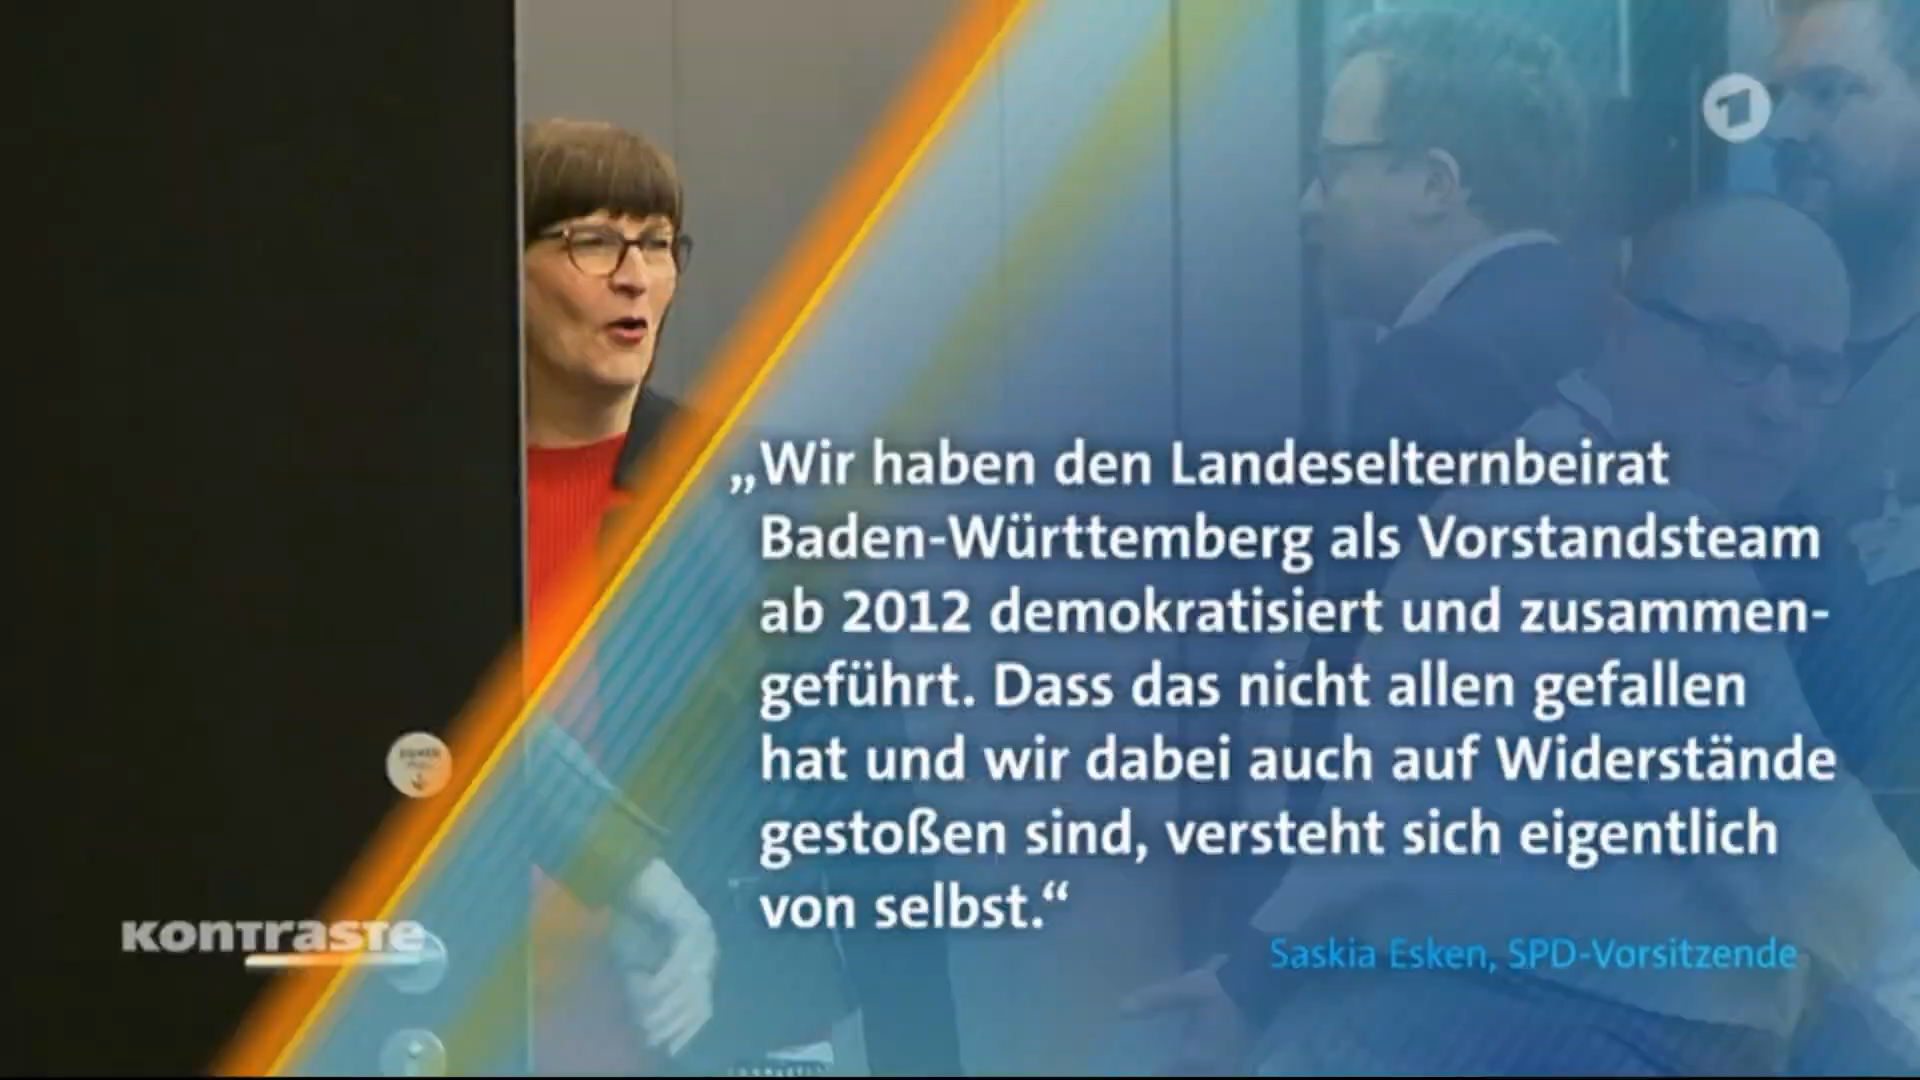 „Wir haben den Landeselternbeirat
Baden-Württemberg als Vorstandsteam
ab 2012 demokratisiert und zusammen-
geführt. Dass das nicht allen gefallen
hat und wir dabei auch auf Widerstände
gestoßen sind, versteht sich eigentlich
von selbst.“
Saskia Esken, SPD-Vorsitzende
KONTRASTE
1